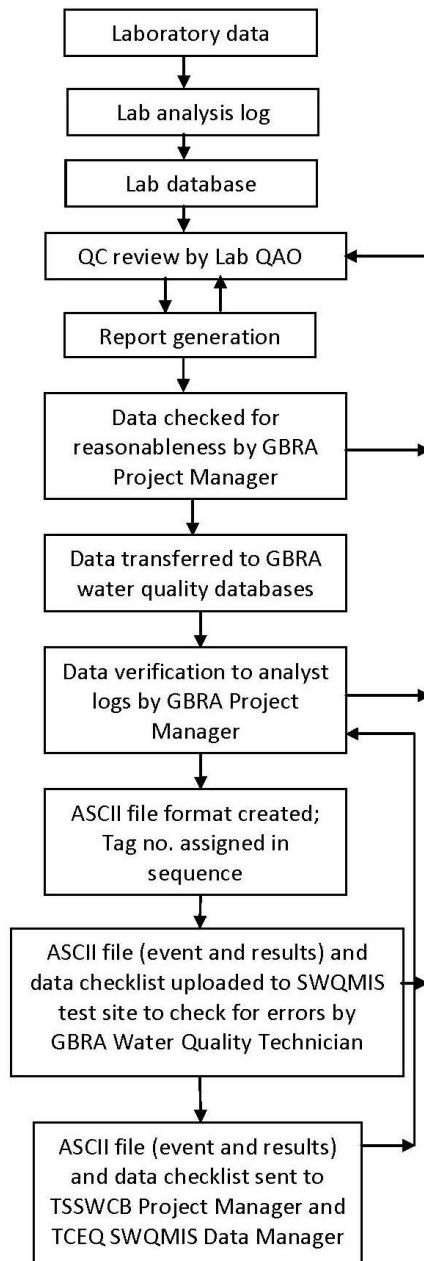 Laboratory data
Lab analysis log
Lab database
QC review by Lab QAO
Report generation
Data checked for
reasonableness by GBRA
Project Manager
Data transferred to GBRA
water quality databases
Data verification to analyst
logs by GBRA Project
Manager
ASCII file format created;
Tag no. assigned in
sequence
ASCII file (event and results) and
data checklist uploaded to SWQMIS
test site to check for errors by
GBRA Water Quality Technician
ASCII file (event and results)
and data checklist sent to
TSSWCB Project Manager and
TCEQ SWQMIS Data Manager